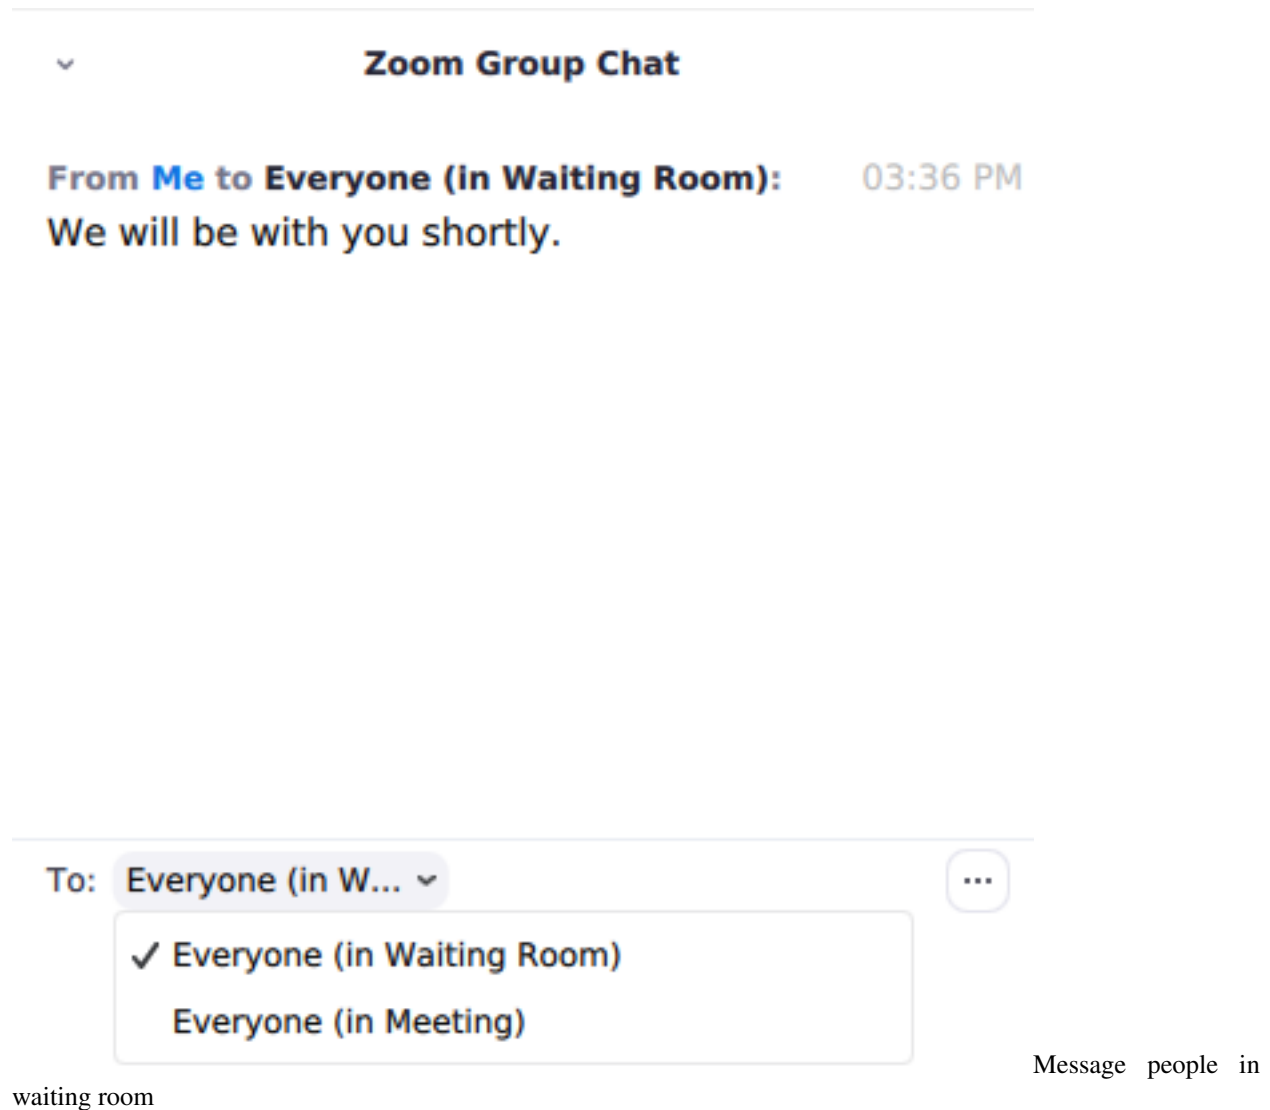 Zoom Group Chat
From Me to Everyone (in Waiting Room): 03:36 PM
We will be with you shortly.
To: Everyone (in W... ...
✓ Everyone (in Waiting Room)
Everyone (in Meeting)
Message people in
waiting room